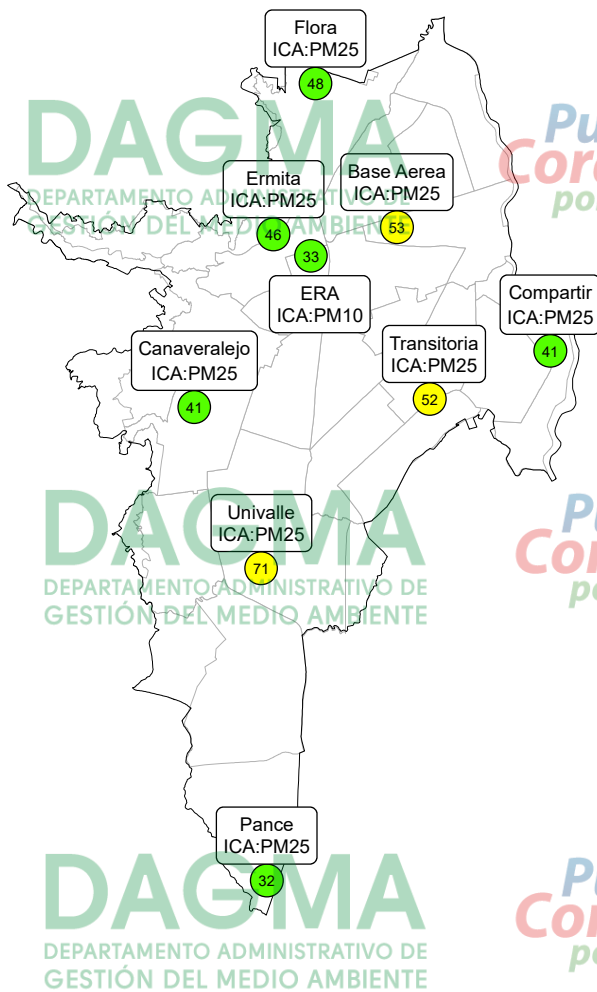 Flora
ICA:PM25
48
DAGMA
DEPARTAMENTO ADMINISTRATIVO DE
GESTIÓN DEL MEDIO AMBIENTE
Ermita
ICA:PM25
46
Base Aerea
ICA:PM25
53
33
ERA
ICA:PM10
Compartir
ICA:PM25
41
Canaveralejo
ICA:PM25
41
Transitoria
ICA:PM25
52
DAGMA
DEPARTAMENTO ADMINISTRATIVO DE
GESTIÓN DEL MEDIO AMBIENTE
Univalle
ICA:PM25
71
Pance
ICA:PM25
32
DAGMA
DEPARTAMENTO ADMINISTRATIVO DE
GESTIÓN DEL MEDIO AMBIENTE